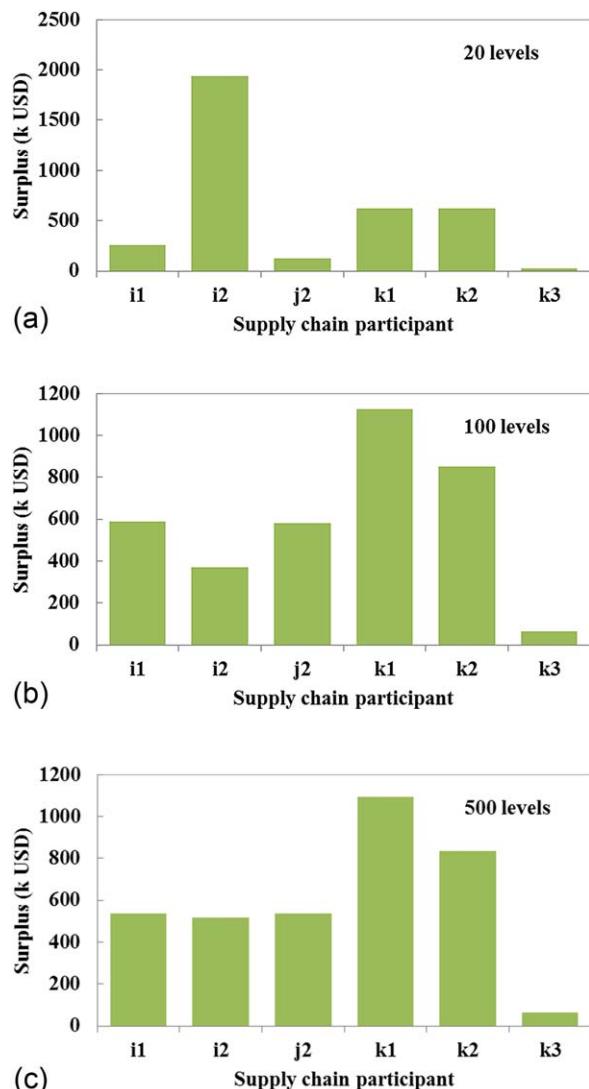 2500
2000
1500
1000
500
0
Surplus (k USD)
20 levels
i1 i2 j2 k1 k2 k3
Supply chain participant
(a)
1200
1000
800
600
400
200
0
Surplus (k USD)
100 levels
i1 i2 j2 k1 k2 k3
Supply chain participant
(b)
1200
1000
800
600
400
200
0
Surplus (k USD)
500 levels
i1 i2 j2 k1 k2 k3
Supply chain participant
(c)